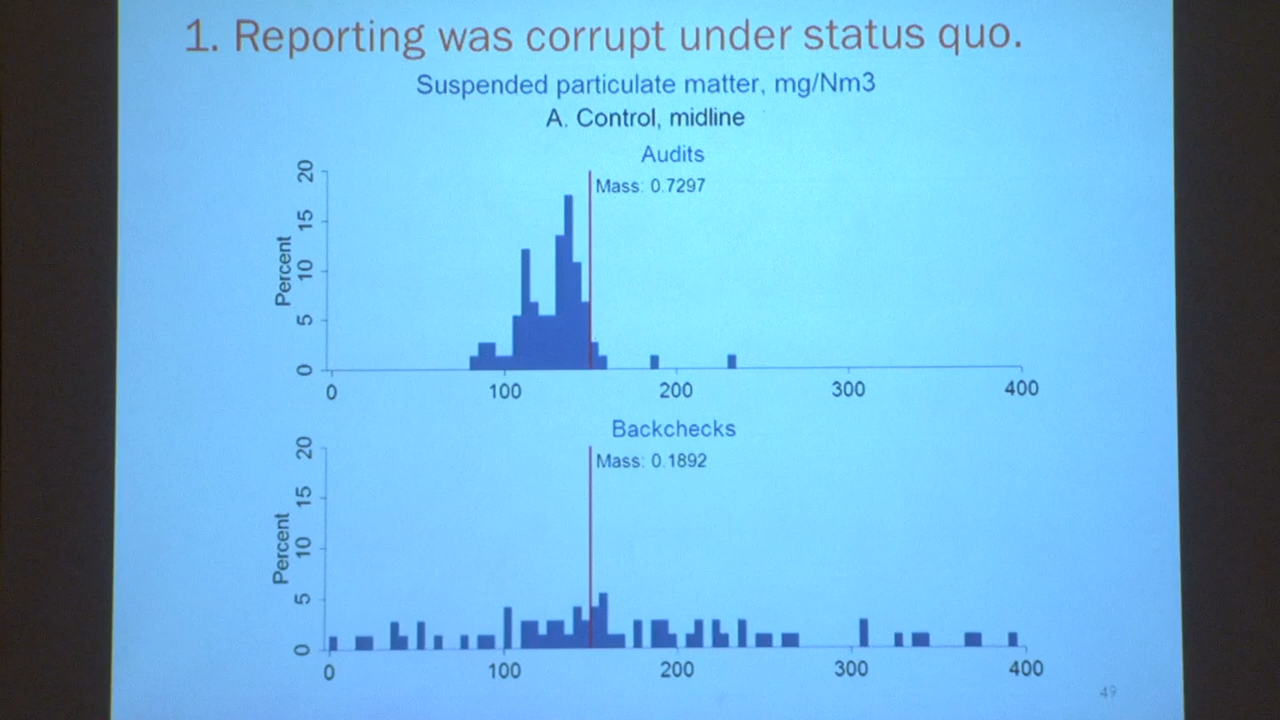 1. Reporting was corrupt under status quo.
Suspended particulate matter, mg/Nm3
A. Control, midline
Audits
Mass: 0.7297
Percent
20
15
10
5
0
0 100 200 300 400
Backchecks
Mass: 0.1892
Percent
20
15
10
5
0
0 100 200 300 400
49